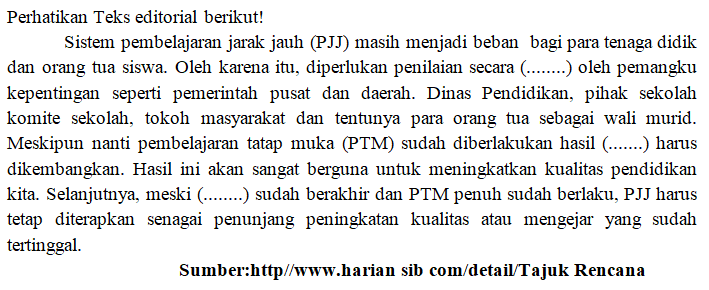 Perhatikan Teks editorial berikut!
Sistem pembelajaran jarak jauh (PJJ) masih menjadi beban bagi para tenaga didik
dan orang tua siswa. Oleh karena itu, diperlukan penilaian secara (........) oleh pemangku
kepentingan seperti pemerintah pusat dan daerah. Dinas Pendidikan, pihak sekolah
komite sekolah, tokoh masyarakat dan tentunya para orang tua sebagai wali murid.
Meskipun nanti pembelajaran tatap muka (PTM) sudah diberlakukan hasil (.......) harus
dikembangkan. Hasil ini akan sangat berguna untuk meningkatkan kualitas pendidikan
kita. Selanjutnya, meski (........) sudah berakhir dan PTM penuh sudah berlaku, PJJ harus
tetap diterapkan senagai penunjang peningkatan kualitas atau mengejar yang sudah
tertinggal.
Sumber:http//www.harian sib com/detail/Tajuk Rencana